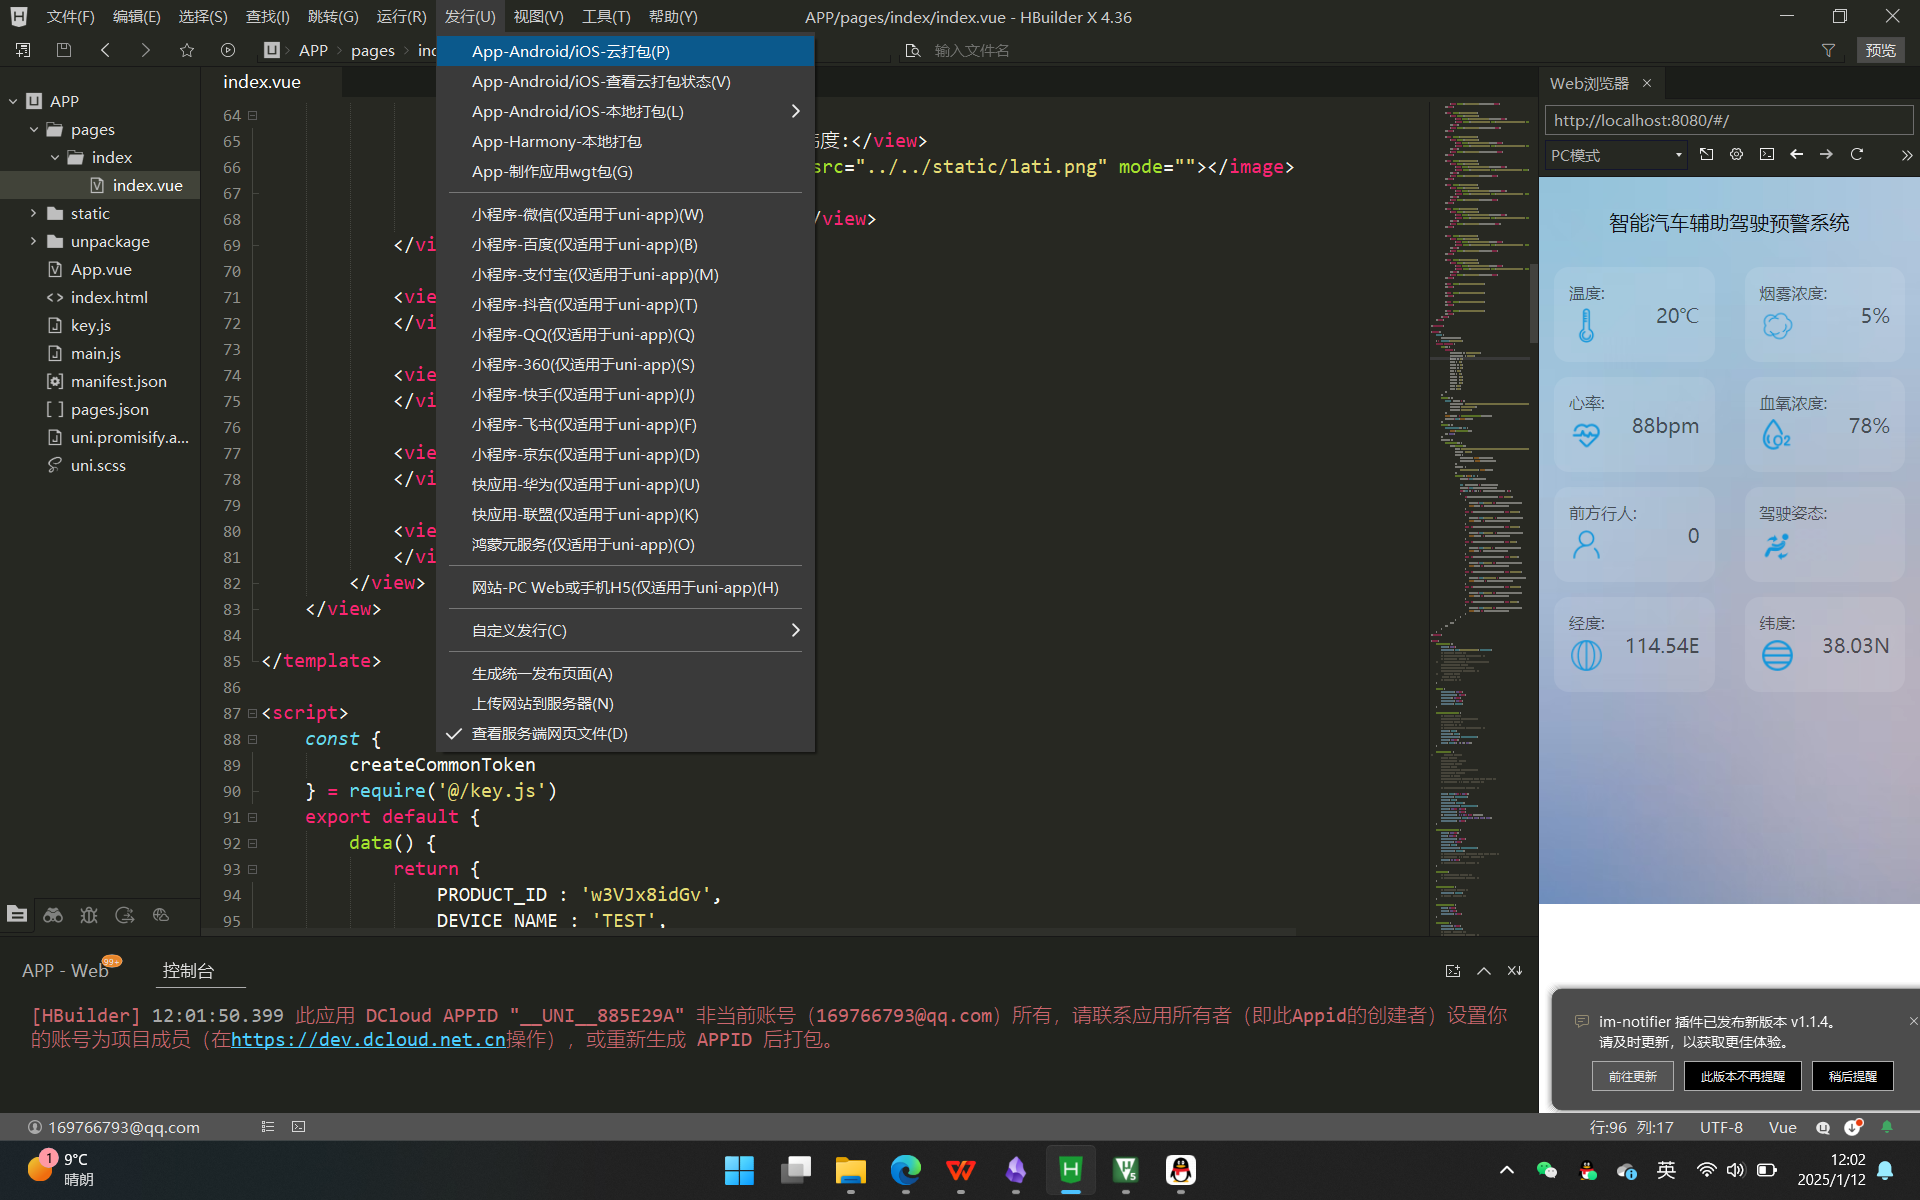 文件(F) 编辑(E) 选择(S) 查找(I) 跳转(G) 运行(R) 发行(U) 视图(V) 工具(T) 帮助(Y) APP/pages/index/index.vue - HBuilder X 4.36
APP pages 输入文件名 预览
index.vue
APP
pages
index
index.vue
static
unpackage
App.vue
index.html
key.js
main.js
manifest.json
pages.json
uni.promisify.a...
uni.scss
App-Android/iOS-云打包(P)
App-Android/iOS-查看云打包状态(V)
App-Android/iOS-本地打包(L)
App-Harmony-本地打包
App-制作应用wgt包(G)
小程序-微信(仅适用于uni-app)(W)
小程序-百度(仅适用于uni-app)(B)
小程序-支付宝(仅适用于uni-app)(M)
小程序-抖音(仅适用于uni-app)(T)
小程序-QQ(仅适用于uni-app)(Q)
小程序-360(仅适用于uni-app)(S)
小程序-快手(仅适用于uni-app)(J)
小程序-飞书(仅适用于uni-app)(F)
小程序-京东(仅适用于uni-app)(D)
快应用-华为(仅适用于uni-app)(U)
快应用-联盟(仅适用于uni-app)(K)
鸿蒙元服务(仅适用于uni-app)(O)
网站-PC Web或手机H5(仅适用于uni-app)(H)
自定义发行(C)
生成统一发布页面(A)
上传网站到服务器(N)
查看服务端网页文件(D)
64
65 度:</view>
66 src="../../static/lati.png" mode=""></image>
67
68 /view>
69 </vi
70
71 <vie
72 </vi
73
74 <vie
75 </vi
76
77 <vie
78 </vi
79
80 <vie
81 </vi
82 </view>
83 </view>
84
85 </template>
86
87 <script>
88 const {
89 createCommonToken
90 } = require('@/key.js')
91 export default {
92 data() {
93 return {
94 PRODUCT_ID : 'w3VJx8idGv',
95 DEVICE_NAME : 'TEST',
Web浏览器
http://localhost:8080/#/
PC模式
智能汽车辅助驾驶预警系统
温度: 20℃
烟雾浓度: 5%
心率: 88bpm
血氧浓度: 78%
前方行人: 0
驾驶姿态:
经度: 114.54E
纬度: 38.03N
APP - Web 99+ 控制台
[HBuilder] 12:01:50.399 此应用 DCloud APPID "__UNI__885E29A" 非当前账号（169766793@qq.com）所有，请联系应用所有者（即此Appid的创建者）设置你
的账号为项目成员（在https://dev.dcloud.net.cn操作），或重新生成 APPID 后打包。
im-notifier 插件已发布新版本 v1.1.4。
请及时更新，以获取更佳体验。
前往更新 此版本不再提醒 稍后提醒
169766793@qq.com 行:96 列:17 UTF-8 Vue
1 9°C
晴朗
英 12:02
2025/1/12